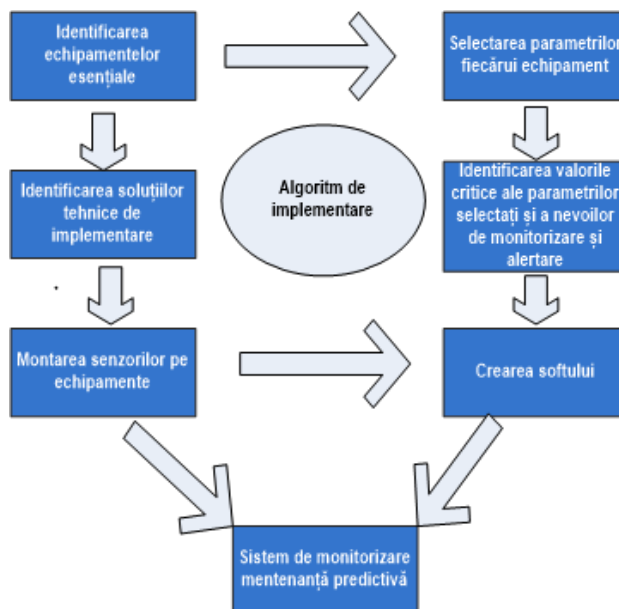 Identificarea
echipamentelor
esențiale
Selectarea parametrilor
fiecărui echipament
Identificarea soluțiilor
tehnice de
implementare
Algoritm de
implementare
Identificarea valorile
critice ale parametrilor
selectați și a nevoilor
de monitorizare și
alertare
Montarea senzorilor pe
echipamente
Crearea softului
Sistem de monitorizare
mentenanță predictivă